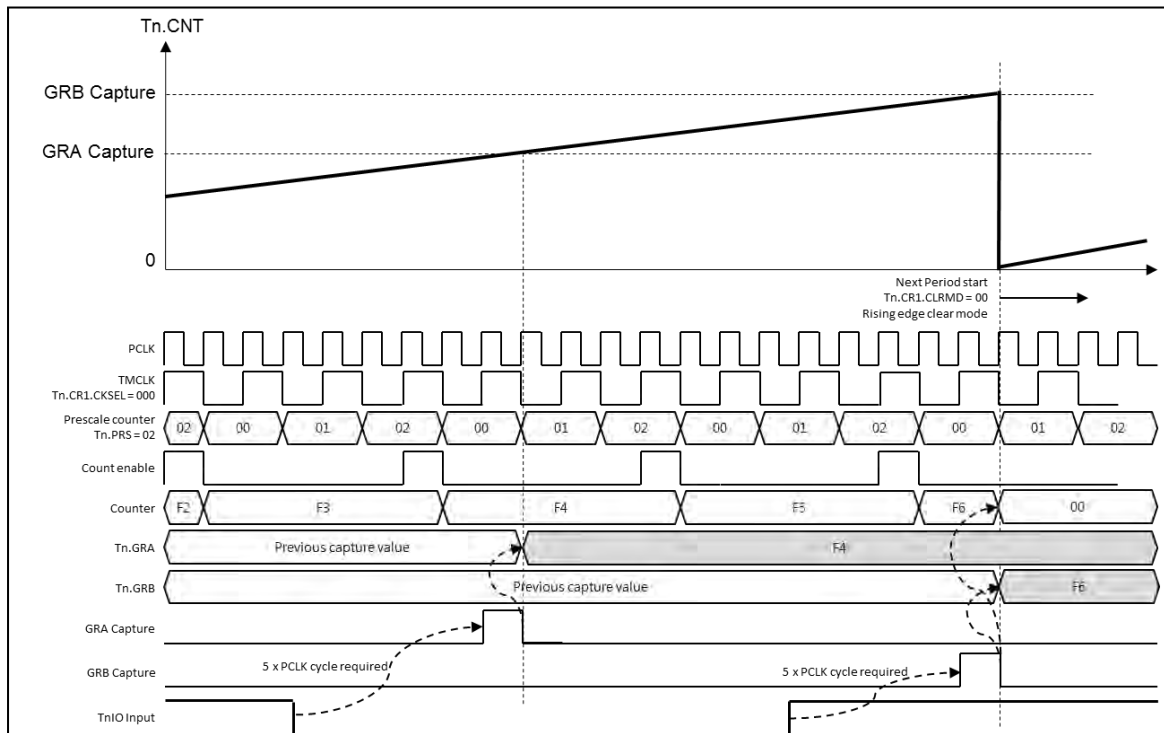 Tn.CNT
GRB Capture
GRA Capture
0
Next Period start
Tn.CR1.CLRMD = 00
Rising edge clear mode
PCLK
TMCLK
Tn.CR1.CKSEL = 000
Prescale counter
Tn.PRS = 02
02 00 01 02 00 01 02 00 01 02 00 01 02
Count enable
Counter F2 F3 F4 F5 F6 00
Tn.GRA Previous capture value F4
Tn.GRB Previous capture value F6
GRA Capture
5 x PCLK cycle required
GRB Capture
5 x PCLK cycle required
TnIO Input